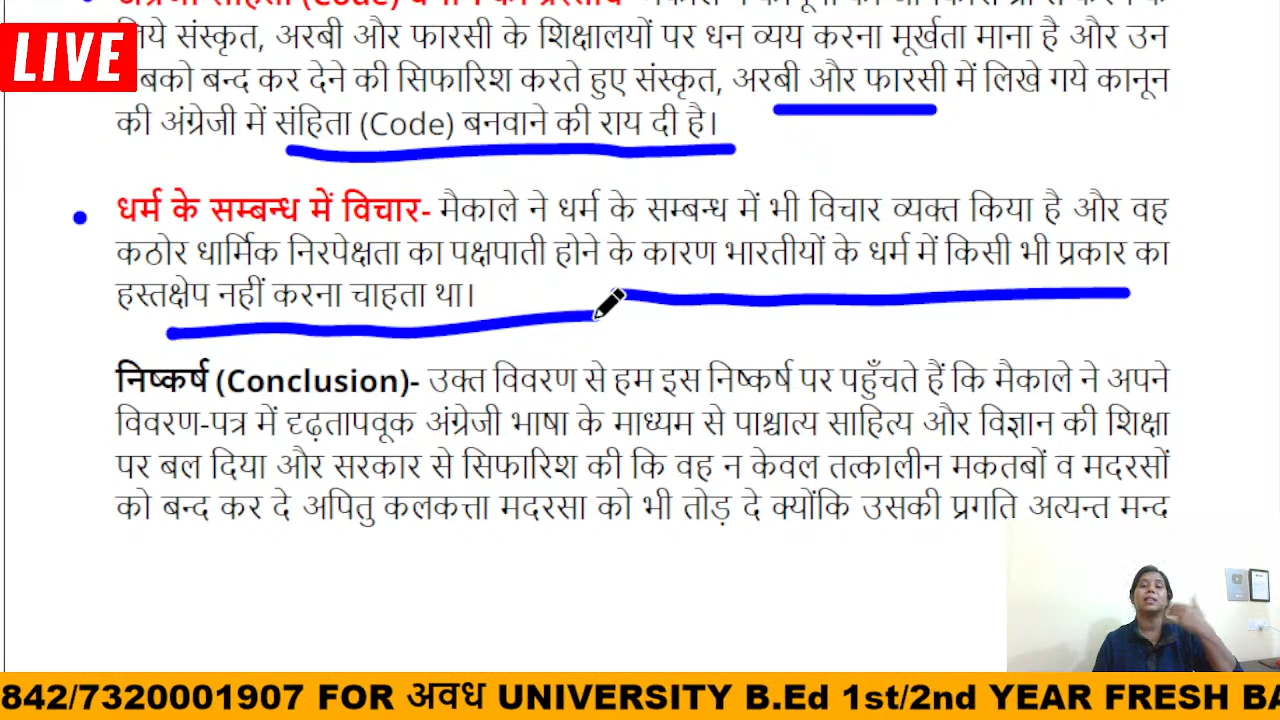 अंग्रेजी संहिता (Code) बनाने का प्रस्ताव-
LIVE
लिये संस्कृत, अरबी और फारसी के शिक्षालयों पर धन व्यय करना मूर्खता माना है और उन
सबको बन्द कर देने की सिफारिश करते हुए संस्कृत, अरबी और फारसी में लिखे गये कानून
की अंग्रेजी में संहिता (Code) बनवाने की राय दी है।
धर्म के सम्बन्ध में विचार- मैकाले ने धर्म के सम्बन्ध में भी विचार व्यक्त किया है और वह
कठोर धार्मिक निरपेक्षता का पक्षपाती होने के कारण भारतीयों के धर्म में किसी भी प्रकार का
हस्तक्षेप नहीं करना चाहता था।
निष्कर्ष (Conclusion)- उक्त विवरण से हम इस निष्कर्ष पर पहुँचते हैं कि मैकाले ने अपने
विवरण-पत्र में दृढ़तापवूक अंग्रेजी भाषा के माध्यम से पाश्चात्य साहित्य और विज्ञान की शिक्षा
पर बल दिया और सरकार से सिफारिश की कि वह न केवल तत्कालीन मकतबों व मदरसों
को बन्द कर दे अपितु कलकत्ता मदरसा को भी तोड़ दे क्योंकि उसकी प्रगति अत्यन्त मन्द
842/7320001907 FOR अवध UNIVERSITY B.Ed 1st/2nd YEAR FRESH BA